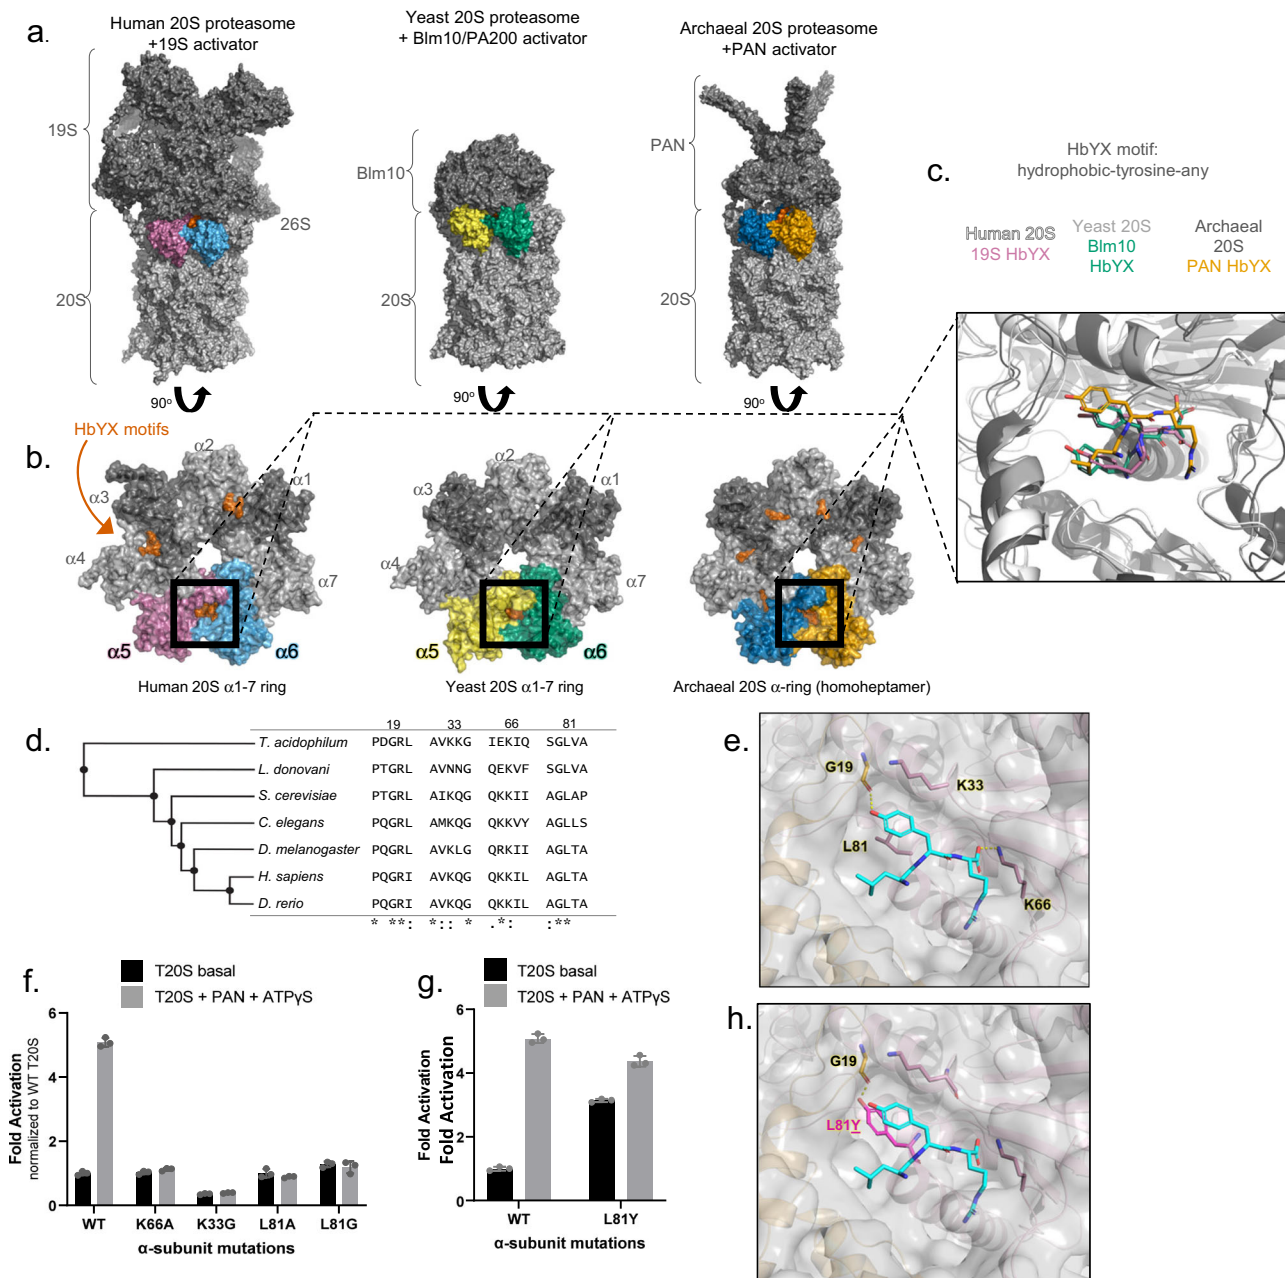 a.
Human 20S proteasome
+19S activator
Yeast 20S proteasome
+ Blm10/PA200 activator
Archaeal 20S proteasome
+PAN activator
19S
20S
26S
Blm10
20S
PAN
20S
90°
90°
90°
c.
HbYX motif:
hydrophobic-tyrosine-any
Human 20S
19S HbYX
Yeast 20S
Blm10
HbYX
Archaeal
20S
PAN HbYX
b.
HbYX motifs
α2
α1
α3
α4
α7
α5
α6
Human 20S α1-7 ring
α2
α1
α3
α4
α7
α5
α6
Yeast 20S α1-7 ring
Archaeal 20S α-ring (homoheptamer)
d.
19 33 66 81
T. acidophilum PDGRL AVKKG IEKIQ SGLVA
L. donovani PTGRL AVNNG QEKVF SGLVA
S. cerevisiae PTGRL AIKQG QKKII AGLAP
C. elegans PQGRL AMKQG QKKVY AGLLS
D. melanogaster PQGRL AVKLG QRKII AGLTA
H. sapiens PQGRI AVKQG QKKIL AGLTA
D. rerio PQGRI AVKQG QKKIL AGLTA
* **: *:: * .*: :**
e.
G19
K33
L81
K66
f.
T20S basal
T20S + PAN + ATPγS
Fold Activation
normalized to WT T20S
6
4
2
0
WT K66A K33G L81A L81G
α-subunit mutations
g.
T20S basal
T20S + PAN + ATPγS
Fold Activation
Fold Activation
6
4
2
0
WT L81Y
α-subunit mutations
h.
G19
L81Y